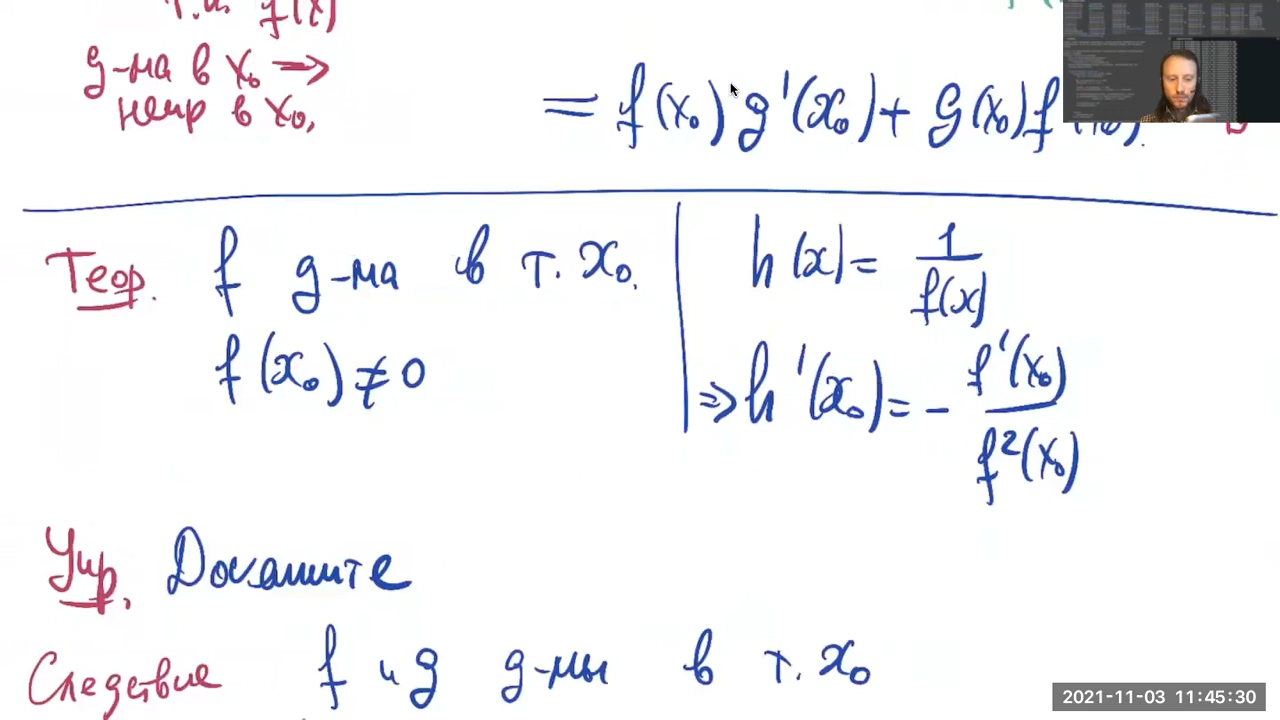 т.к. f(x)
д-ма в x₀ →
непр в x₀,
= f(x₀) g'(x₀) + g(x₀) f
Теор. f д-ма в т. x₀.
f(x₀) ≠ 0
h(x) = 1/f(x)
⇒ h'(x₀) = - f'(x₀)/f²(x₀)
Упр. Докажите
Следствие f и g д-мы в т. x₀
2021-11-03 11:45:30